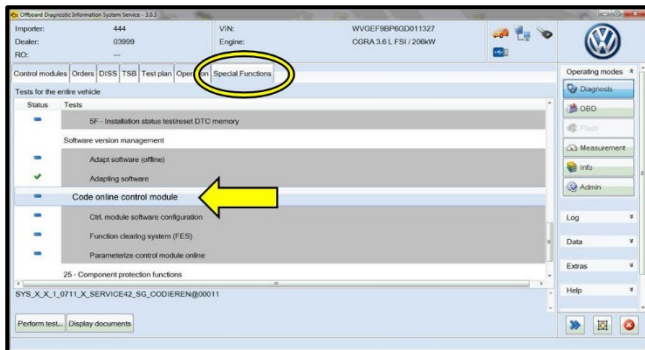 Offboard Diagnostic Information System Service - 3.0.3
Importer: 444 VIN: WVGEF9BP6GD011327
Dealer: 03999 Engine: CGRA 3.6 L FSI / 206kW
RO: ---
Control modules Orders DISS TSB Test plan Operation Special Functions
Tests for the entire vehicle
Status Tests
5F - Installation status test/reset DTC memory
Software version management
Adapt software (offline)
Adapting software
Code online control module
Ctrl. module software configuration
Function clearing system (FES)
Parameterize control module online
25 - Component protection functions
SYS_X_X_1_0711_X_SERVICE42_SG_CODIEREN@00011
Perform test... Display documents
Operating modes
Diagnosis
OBD
Flash
Measurement
Info
Admin
Log
Data
Extras
Help